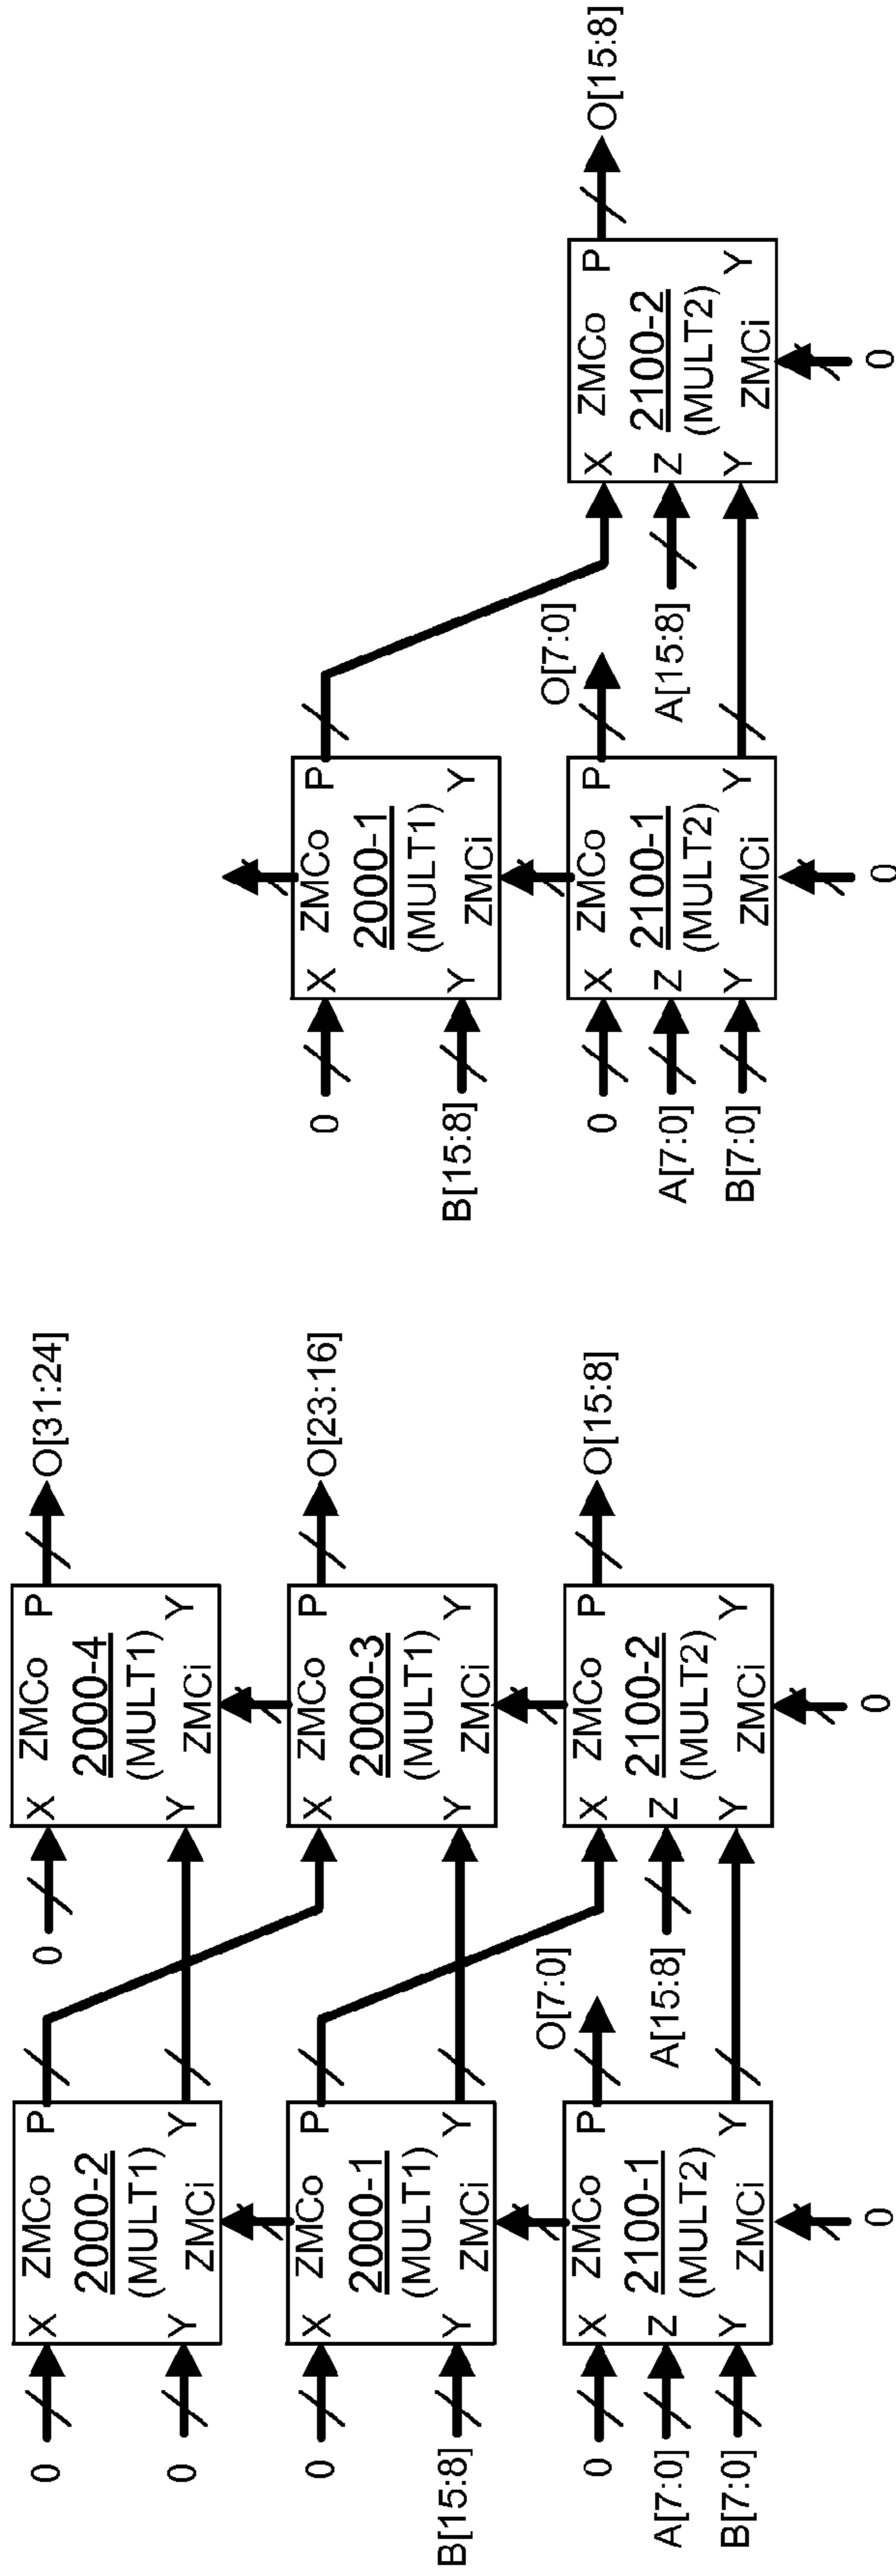 0
X
ZMCo
P
2000-2
(MULT1)
0
Y
ZMCi
Y
0
X
ZMCo
P
2000-4
(MULT1)
Y
ZMCi
Y
O[31:24]
0
X
ZMCo
P
2000-1
(MULT1)
B[15:8]
Y
ZMCi
Y
X
ZMCo
P
2000-3
(MULT1)
Y
ZMCi
Y
O[23:16]
0
X
ZMCo
P
O[7:0]
A[7:0]
Z
2100-1
(MULT2)
B[7:0]
Y
ZMCi
Y
0
X
ZMCo
P
A[15:8]
Z
2100-2
(MULT2)
Y
ZMCi
Y
0
O[15:8]
0
X
ZMCo
P
2000-1
(MULT1)
B[15:8]
Y
ZMCi
Y
0
X
ZMCo
P
O[7:0]
A[7:0]
Z
2100-1
(MULT2)
B[7:0]
Y
ZMCi
Y
0
X
ZMCo
P
A[15:8]
Z
2100-2
(MULT2)
Y
ZMCi
Y
0
O[15:8]